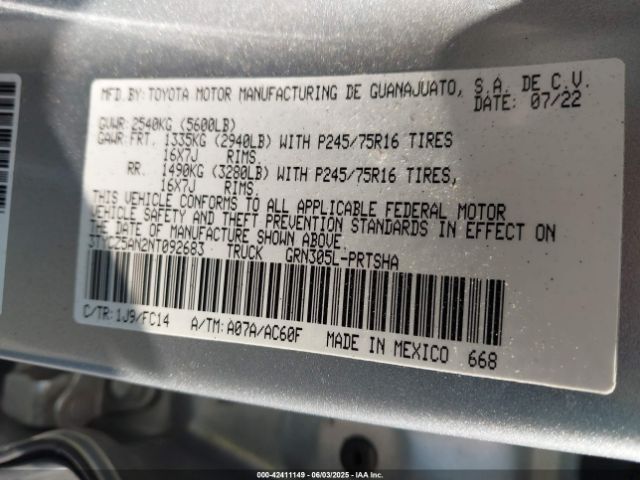 MFD.BY:TOYOTA MOTOR MANUFACTURING DE GUANAJUATO, S.A. DE C.V.
DATE: 07/22
GVWR:2540KG (5600LB)
GAWR:FRT. 1335KG (2940LB) WITH P245/75R16 TIRES
16X7J RIMS,
RR. 1490KG (3280LB) WITH P245/75R16 TIRES,
16X7J RIMS,
THIS VEHICLE CONFORMS TO ALL APPLICABLE FEDERAL MOTOR
VEHICLE SAFETY AND THEFT PREVENTION STANDARDS IN EFFECT ON
THE DATE OF MANUFACTURE SHOWN ABOVE.
3TYCZ5AN2NT092683 TRUCK GRN305L-PRTSHA
C/TR:1J9/FC14 A/TM:A07A/AC60F MADE IN MEXICO 668
000-42411149 - 06/03/2025 - IAAI.COM